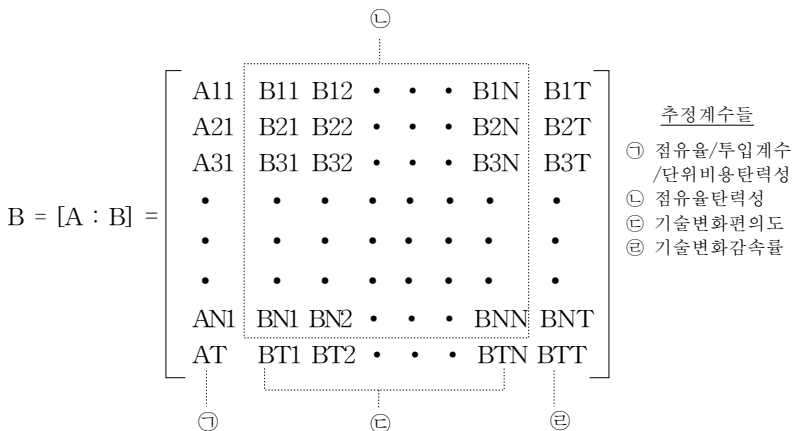 ㉡
A11 B11 B12 • • • B1N B1T
A21 B21 B22 • • • B2N B2T
A31 B31 B32 • • • B3N B3T
• • • • • • • •
B = [A : B] =
• • • • • • • •
• • • • • • • •
AN1 BN1 BN2 • • • BNN BNT
AT BT1 BT2 • • • BTN BTT
㉠ ㉢ ㉣
추정계수들
㉠ 점유율/투입계수
/단위비용탄력성
㉡ 점유율탄력성
㉢ 기술변화편의도
㉣ 기술변화감속률